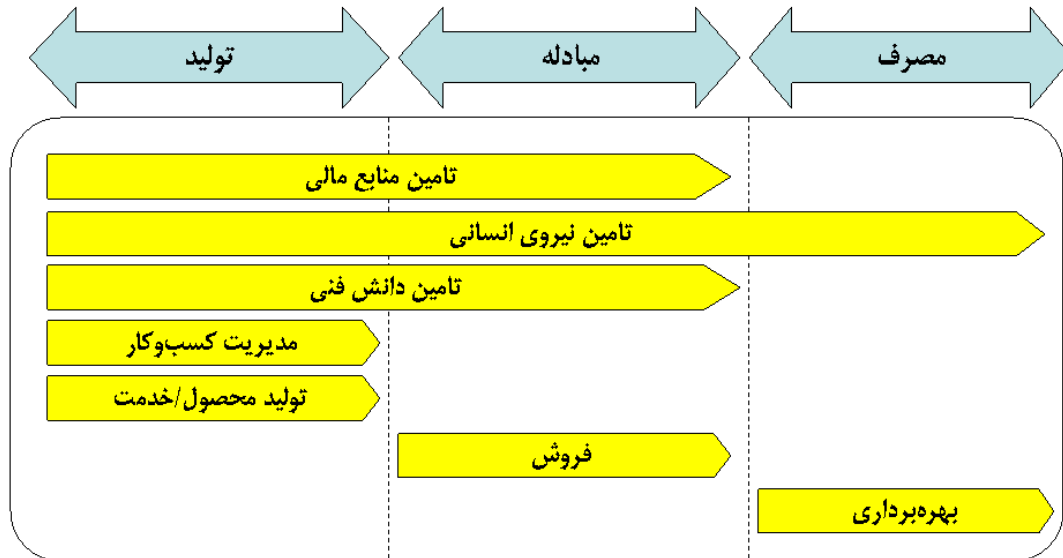 تولید
مبادله
مصرف
تامین منابع مالی
تامین نیروی انسانی
تامین دانش فنی
مدیریت کسب‌وکار
تولید محصول/خدمت
فروش
بهره‌برداری